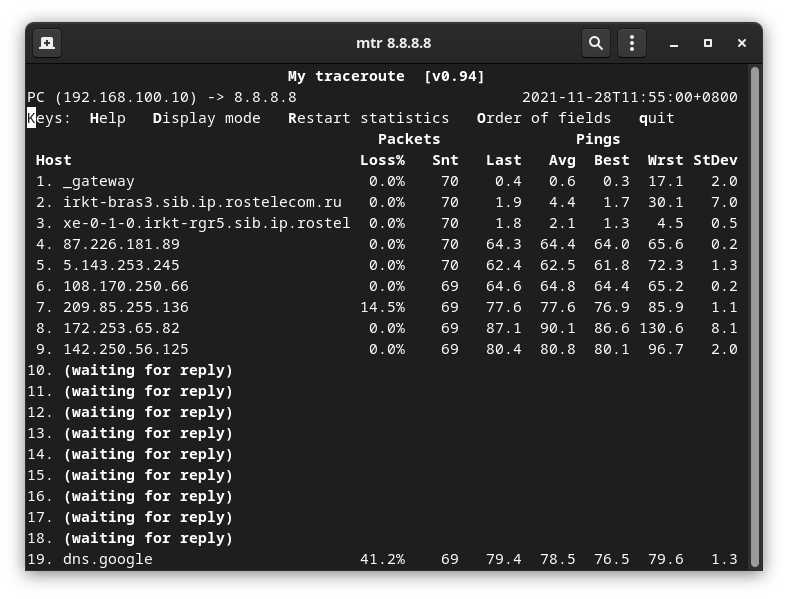 mtr 8.8.8.8
My traceroute [v0.94]
PC (192.168.100.10) -> 8.8.8.8 2021-11-28T11:55:00+0800
Keys: Help Display mode Restart statistics Order of fields quit
Packets Pings
Host Loss% Snt Last Avg Best Wrst StDev
1. _gateway 0.0% 70 0.4 0.6 0.3 17.1 2.0
2. irkt-bras3.sib.ip.rostelecom.ru 0.0% 70 1.9 4.4 1.7 30.1 7.0
3. xe-0-1-0.irkt-rgr5.sib.ip.rostel 0.0% 70 1.8 2.1 1.3 4.5 0.5
4. 87.226.181.89 0.0% 70 64.3 64.4 64.0 65.6 0.2
5. 5.143.253.245 0.0% 70 62.4 62.5 61.8 72.3 1.3
6. 108.170.250.66 0.0% 69 64.6 64.8 64.4 65.2 0.2
7. 209.85.255.136 14.5% 69 77.6 77.6 76.9 85.9 1.1
8. 172.253.65.82 0.0% 69 87.1 90.1 86.6 130.6 8.1
9. 142.250.56.125 0.0% 69 80.4 80.8 80.1 96.7 2.0
10. (waiting for reply)
11. (waiting for reply)
12. (waiting for reply)
13. (waiting for reply)
14. (waiting for reply)
15. (waiting for reply)
16. (waiting for reply)
17. (waiting for reply)
18. (waiting for reply)
19. dns.google 41.2% 69 79.4 78.5 76.5 79.6 1.3